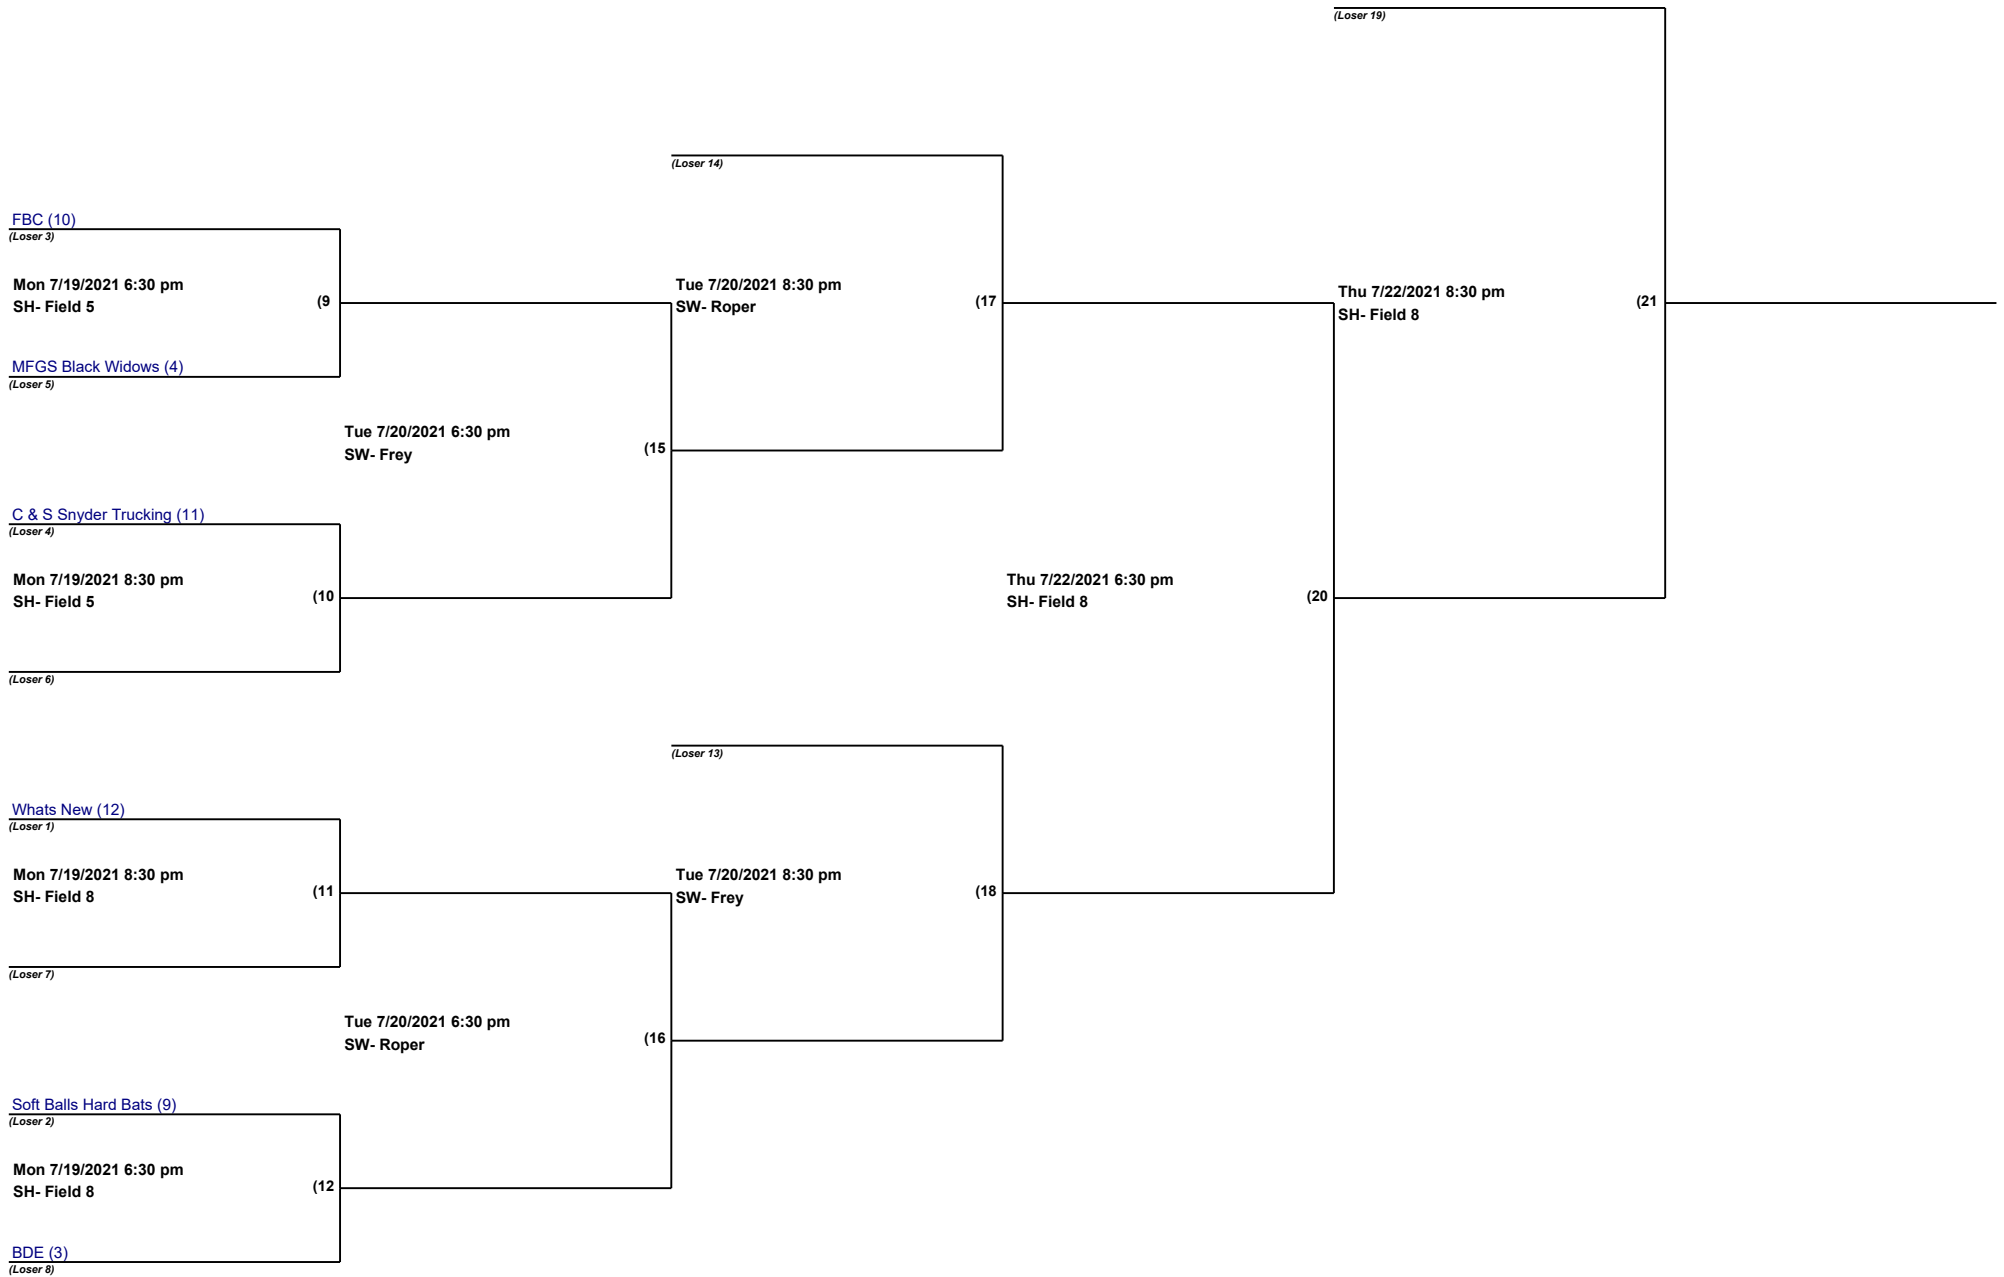 (Loser 19)
(Loser 14)
FBC (10)
(Loser 3)
Mon 7/19/2021 6:30 pm
SH- Field 5
(9
Tue 7/20/2021 8:30 pm
SW- Roper
(17
Thu 7/22/2021 8:30 pm
SH- Field 8
(21
MFGS Black Widows (4)
(Loser 5)
Tue 7/20/2021 6:30 pm
SW- Frey
(15
C & S Snyder Trucking (11)
(Loser 4)
Mon 7/19/2021 8:30 pm
SH- Field 5
(10
Thu 7/22/2021 6:30 pm
SH- Field 8
(20
(Loser 6)
(Loser 13)
Whats New (12)
(Loser 1)
Mon 7/19/2021 8:30 pm
SH- Field 8
(11
Tue 7/20/2021 8:30 pm
SW- Frey
(18
(Loser 7)
Tue 7/20/2021 6:30 pm
SW- Roper
(16
Soft Balls Hard Bats (9)
(Loser 2)
Mon 7/19/2021 6:30 pm
SH- Field 8
(12
BDE (3)
(Loser 8)